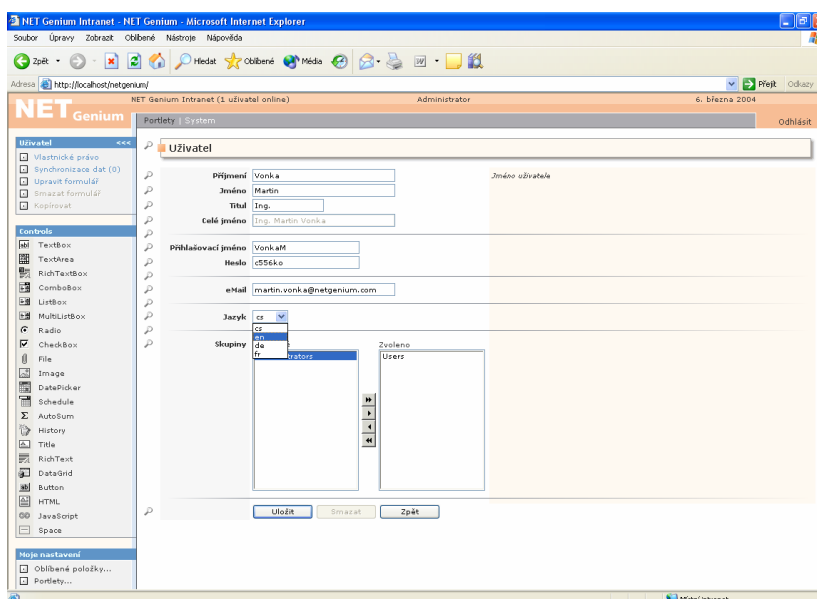 NET Genium Intranet - NET Genium - Microsoft Internet Explorer
Soubor Úpravy Zobrazit Oblíbené Nástroje Nápověda
Zpět Hledat Oblíbené Média
Adresa http://localhost/netgenium/ Přejít Odkazy
NET Genium
NET Genium Intranet (1 uživatel online) Administrator 6. března 2004
Portlety | System Odhlásit
Uživatel <<<
Vlastnické právo
Synchronizace dat (0)
Upravit formulář
Smazat formulář
Kopírovat
Controls
TextBox
TextArea
RichTextBox
ComboBox
ListBox
MultiListBox
Radio
CheckBox
File
Image
DatePicker
Schedule
AutoSum
History
Title
RichText
DataGrid
Button
HTML
JavaScript
Space
Moje nastavení
Oblíbené položky...
Portlety...
Uživatel
Příjmení Vonka Jméno uživatele
Jméno Martin
Titul Ing.
Celé jméno Ing. Martin Vonka
Přihlašovací jméno VonkaM
Heslo c556ko
eMail martin.vonka@netgenium.com
Jazyk cs
cs
en
de
fr
Skupiny Zvoleno
trators Users
Uložit Smazat Zpět
Místní intranet